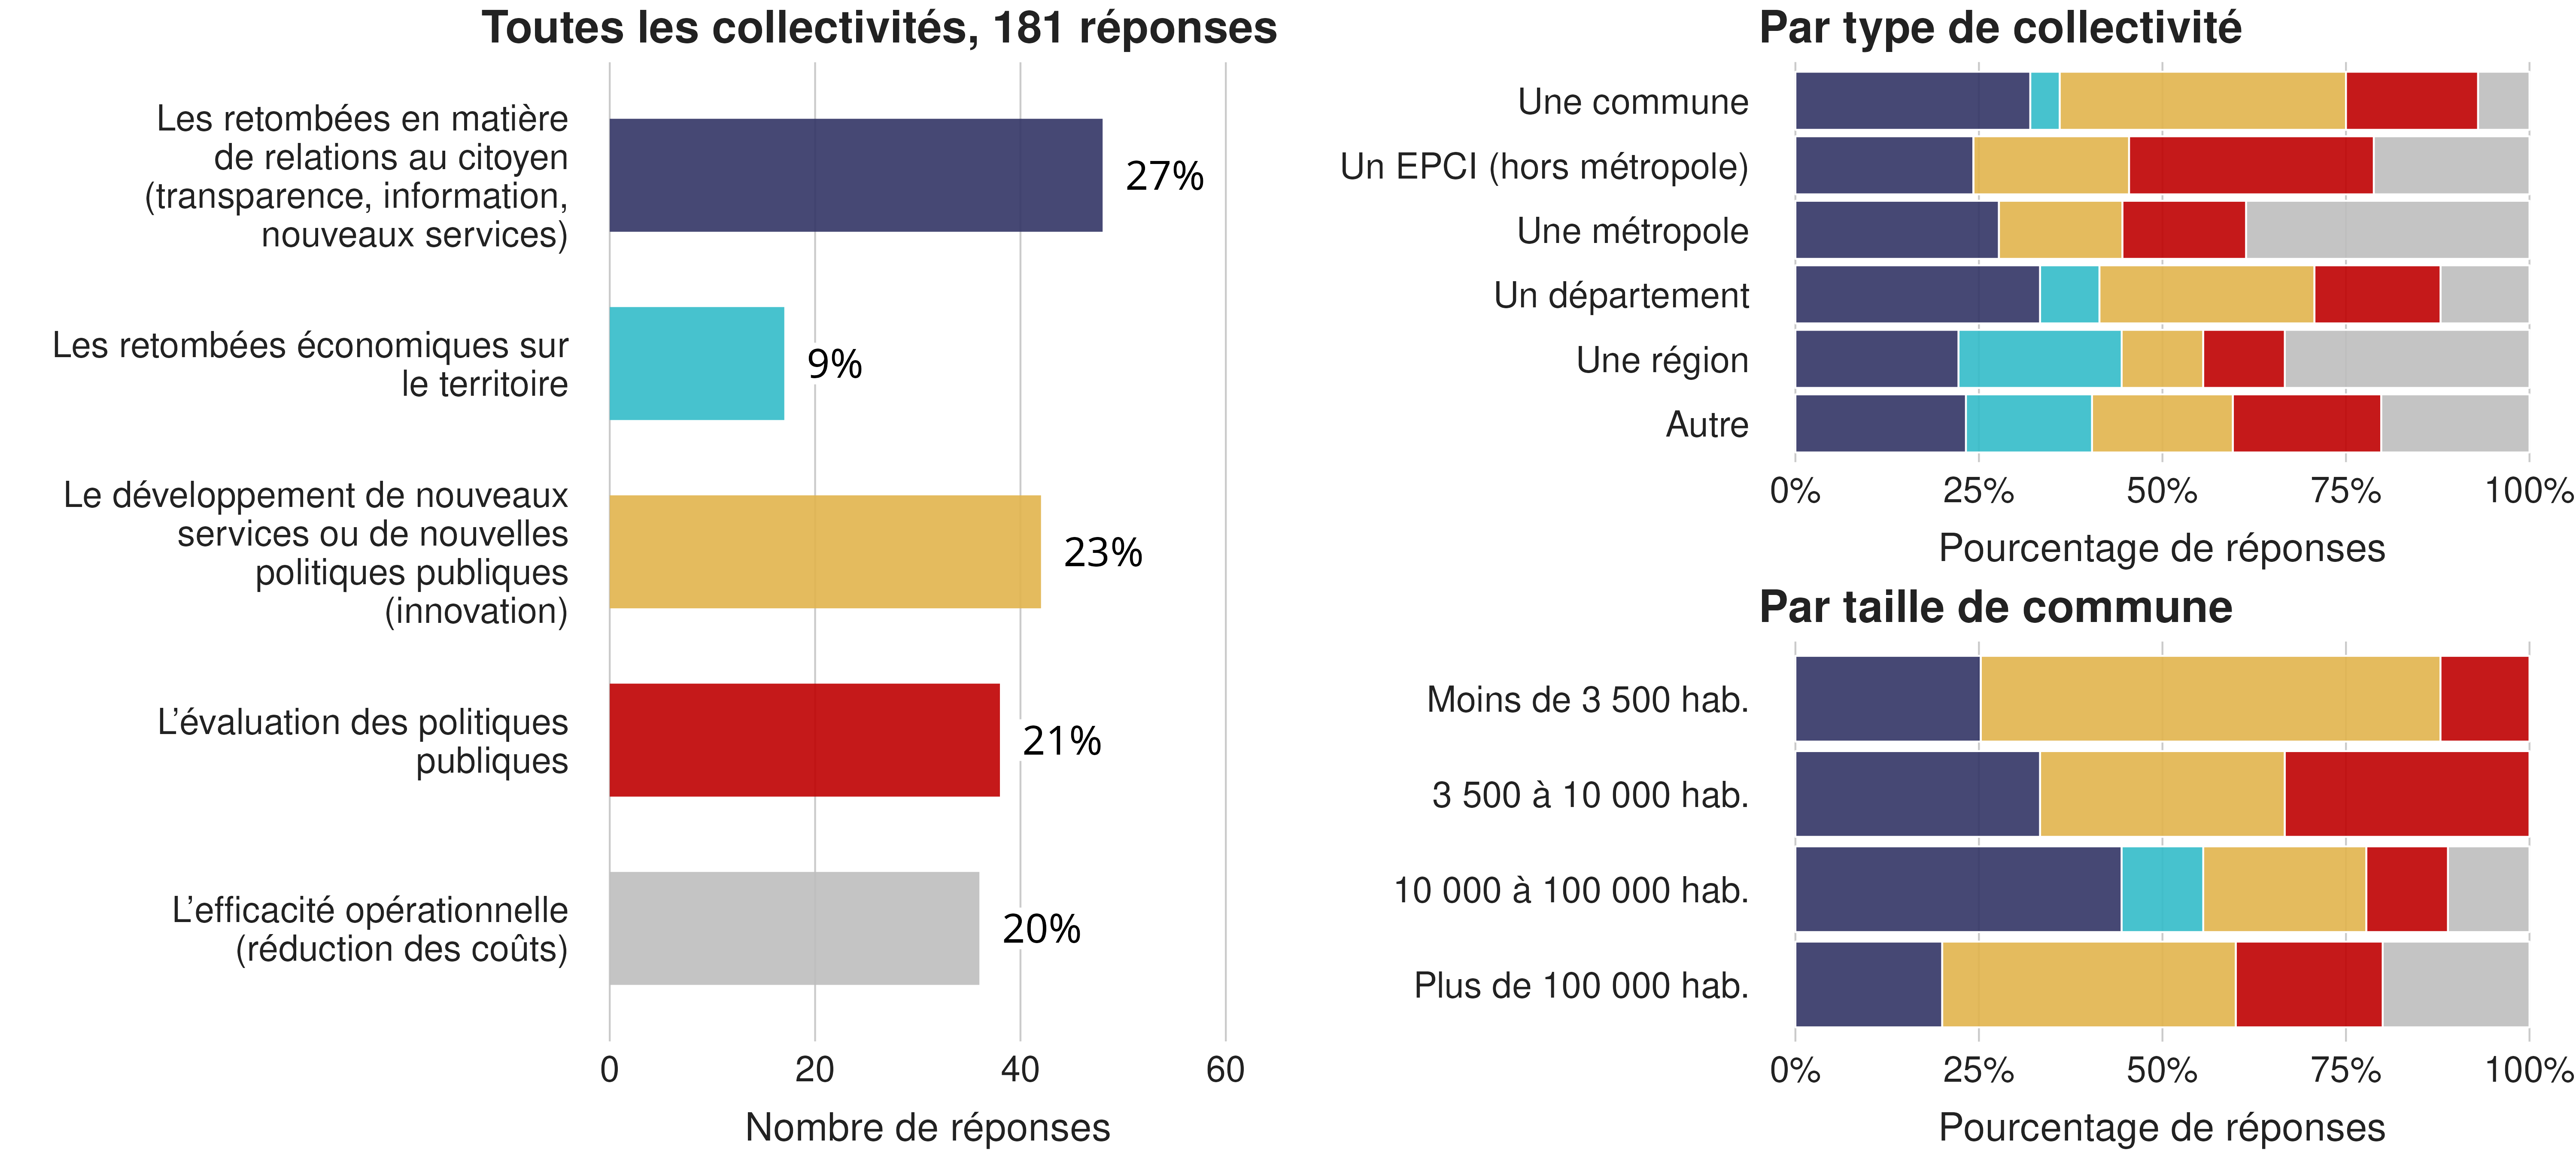 Toutes les collectivités, 181 réponses
Les retombées en matière
de relations au citoyen
(transparence, information,
nouveaux services)
27%
Les retombées économiques sur
le territoire
9%
Le développement de nouveaux
services ou de nouvelles
politiques publiques
(innovation)
23%
L’évaluation des politiques
publiques
21%
L’efficacité opérationnelle
(réduction des coûts)
20%
0 20 40 60
Nombre de réponses
Par type de collectivité
Une commune
Un EPCI (hors métropole)
Une métropole
Un département
Une région
Autre
0% 25% 50% 75% 100%
Pourcentage de réponses
Par taille de commune
Moins de 3 500 hab.
3 500 à 10 000 hab.
10 000 à 100 000 hab.
Plus de 100 000 hab.
0% 25% 50% 75% 100%
Pourcentage de réponses